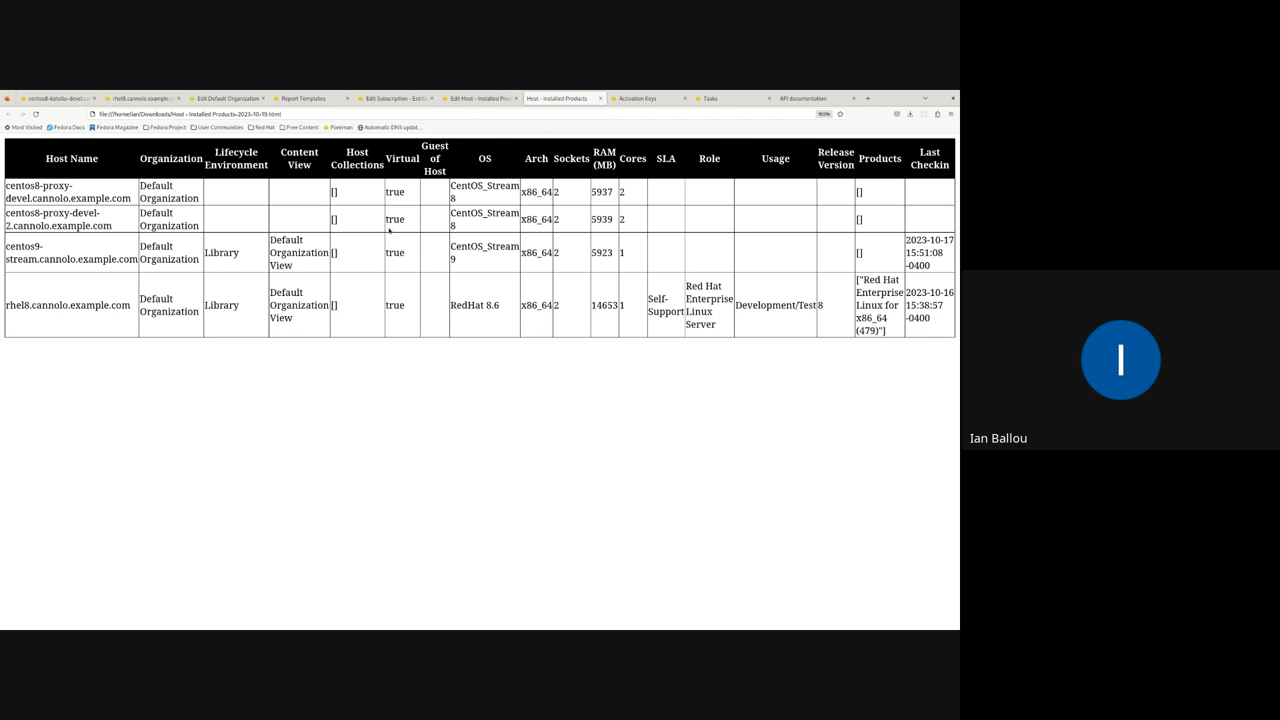 centos8-katello-devel.ca
rhel8.cannolo.example
Edit Default Organization
Report Templates
Edit Subscription - Entit
Edit Host - Installed Prod
Host - Installed Products
Activation Keys
Tasks
API documentation
file:///home/ian/Downloads/Host - Installed Products-2023-10-19.html
160%
Most Visited
Fedora Docs
Fedora Magazine
Fedora Project
User Communities
Red Hat
Free Content
Foreman
Automatic DNS updat...
Host Name Organization Lifecycle Environment Content View Host Collections Virtual Guest of Host OS Arch Sockets RAM (MB) Cores SLA Role Usage Release Version Products Last Checkin
centos8-proxy-devel.cannolo.example.com Default Organization [] true CentOS_Stream 8 x86_64 2 5937 2 []
centos8-proxy-devel-2.cannolo.example.com Default Organization [] true CentOS_Stream 8 x86_64 2 5939 2 []
centos9-stream.cannolo.example.com Default Organization Library Default Organization View [] true CentOS_Stream 9 x86_64 2 5923 1 [] 2023-10-17 15:51:08 -0400
rhel8.cannolo.example.com Default Organization Library Default Organization View [] true RedHat 8.6 x86_64 2 14653 1 Self-Support Red Hat Enterprise Linux Server Development/Test 8 ["Red Hat Enterprise Linux for x86_64 (479)"] 2023-10-16 15:38:57 -0400
I
Ian Ballou